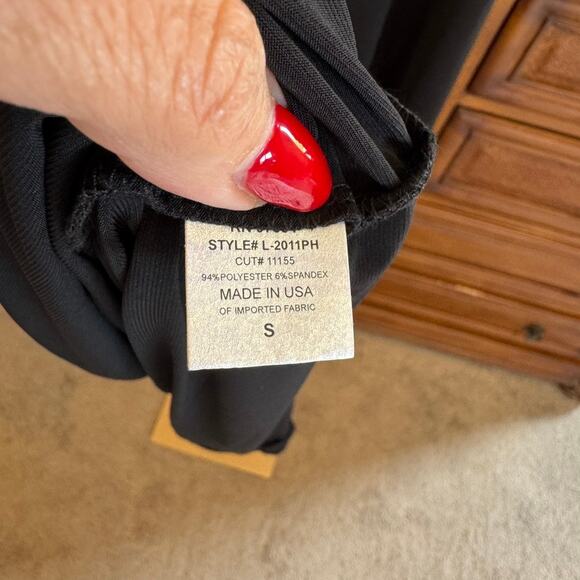 STYLE# L-2011PH
CUT# 11155
94%POLYESTER 6%SPANDEX
MADE IN USA
OF IMPORTED FABRIC
S